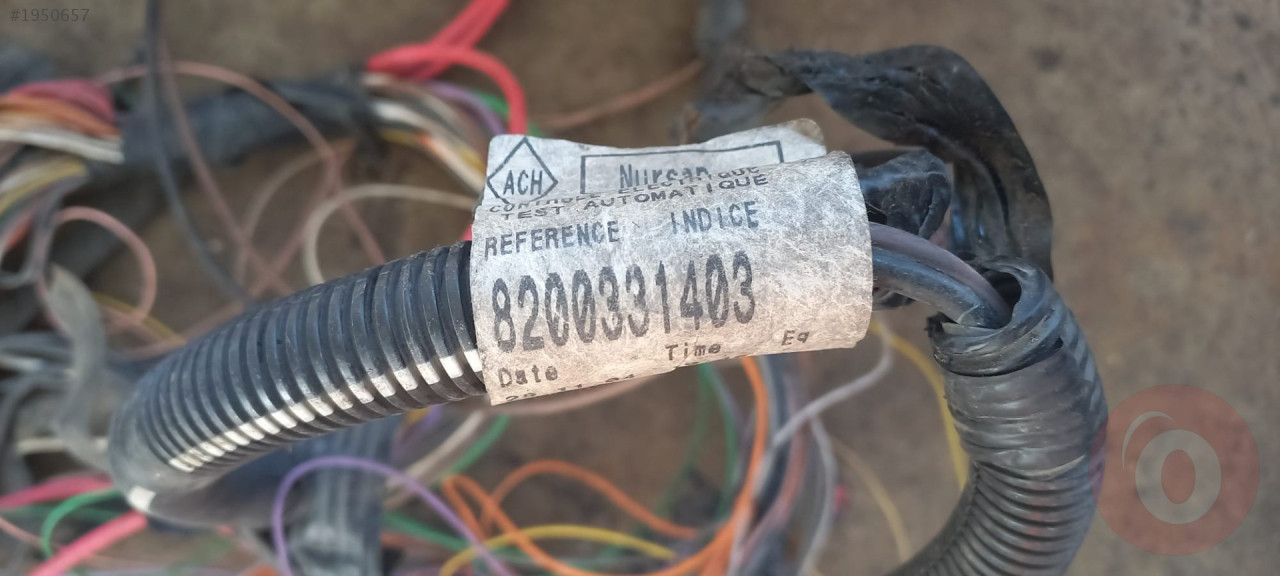 #1950657
ACH
Nursan
CONTROLE ELECTRIQUE
TEST AUTOMATIQUE
REFERENCE INDICE
8200331403
Time Eq
Date